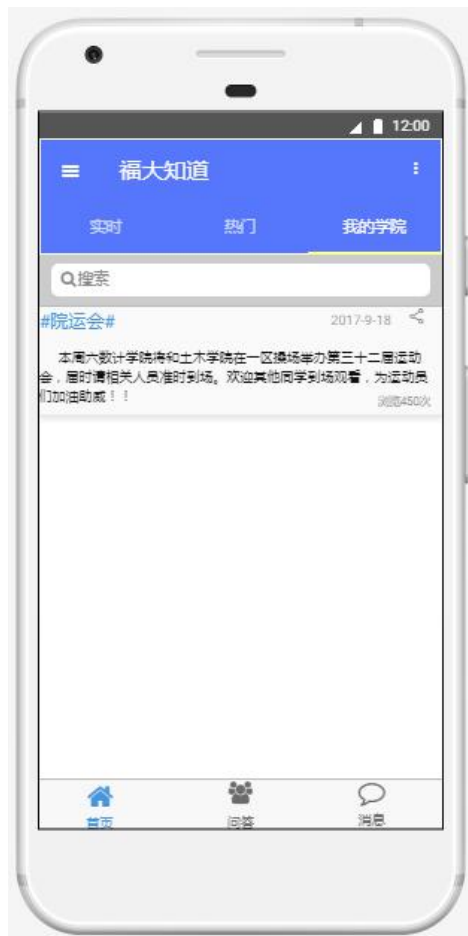 12:00
福大知道
实时 热门 我的学院
搜索
#院运会# 2017-9-18
本周六数计学院将和土木学院在一区操场举办第三十二届运动
会，届时请相关人员准时到场。欢迎其他同学到场观看，为运动员
们加油助威！！
浏览450次
首页 问答 消息